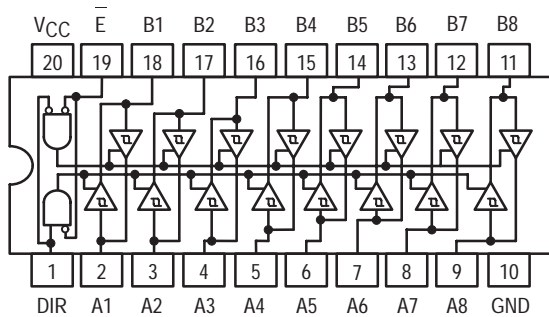 VCC E B1 B2 B3 B4 B5 B6 B7 B8
20 19 18 17 16 15 14 13 12 11
1 2 3 4 5 6 7 8 9 10
DIR A1 A2 A3 A4 A5 A6 A7 A8 GND